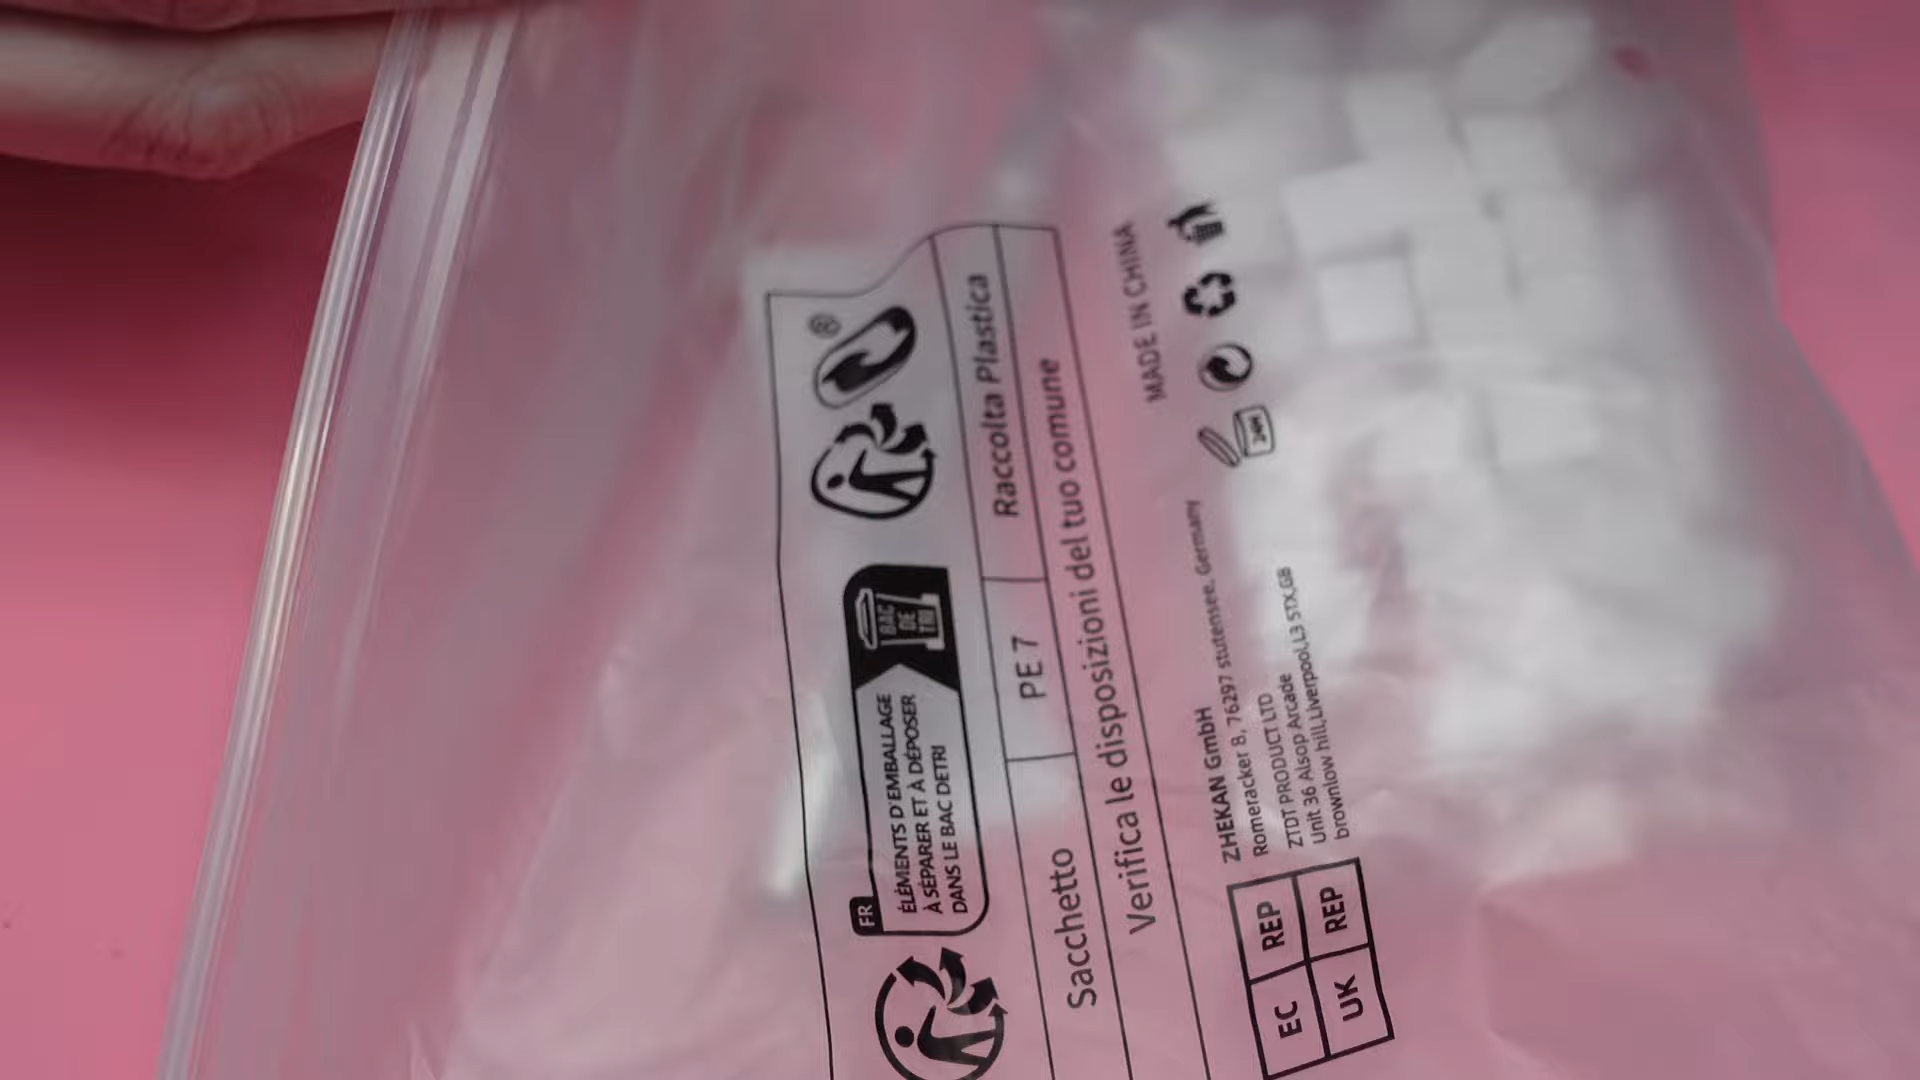 FR
ÉLÉMENTS D'EMBALLAGE
À SÉPARER ET À DÉPOSER
DANS LE BAC DETRI
BAC
DE
TRI
®
Sacchetto
PE 7
Raccolta Plastica
Verifica le disposizioni del tuo comune
MADE IN CHINA
EC REP
ZHEKAN GmbH
Romeracker 8, 76297 stutensee, Germany
UK REP
ZTDT PRODUCT LTD
Unit 36 Alsop Arcade
brownlow hill,Liverpool,L3 5TX,GB
24M